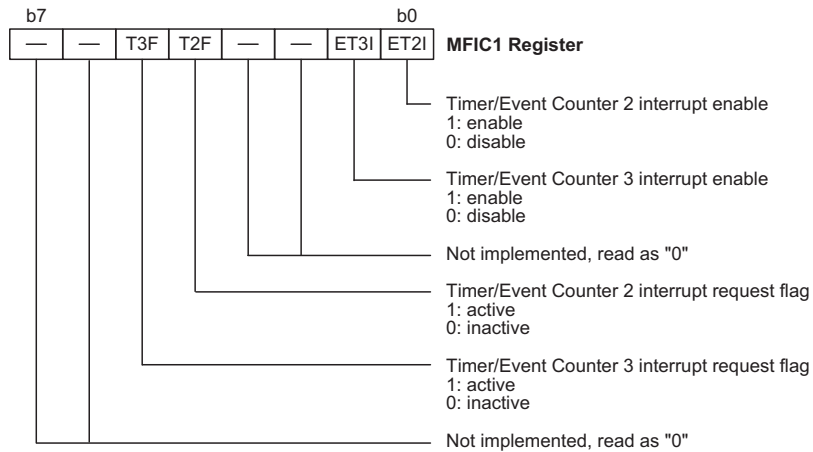 b7 b0
— — T3F T2F — — ET3I ET2I MFIC1 Register
Timer/Event Counter 2 interrupt enable
1: enable
0: disable
Timer/Event Counter 3 interrupt enable
1: enable
0: disable
Not implemented, read as "0"
Timer/Event Counter 2 interrupt request flag
1: active
0: inactive
Timer/Event Counter 3 interrupt request flag
1: active
0: inactive
Not implemented, read as "0"